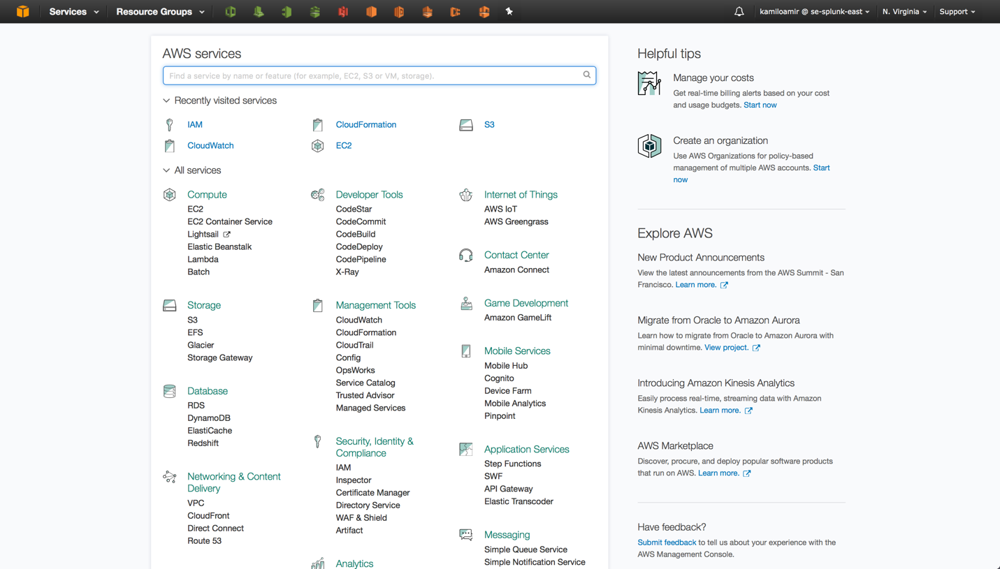 Services
Resource Groups
kamiloamir @ se-splunk-east
N. Virginia
Support
AWS services
Find a service by name or feature (for example, EC2, S3 or VM, storage).
Recently visited services
IAM
CloudFormation
S3
CloudWatch
EC2
All services
Compute
EC2
EC2 Container Service
Lightsail
Elastic Beanstalk
Lambda
Batch
Storage
S3
EFS
Glacier
Storage Gateway
Database
RDS
DynamoDB
ElastiCache
Redshift
Networking & Content
Delivery
VPC
CloudFront
Direct Connect
Route 53
Developer Tools
CodeStar
CodeCommit
CodeBuild
CodeDeploy
CodePipeline
X-Ray
Management Tools
CloudWatch
CloudFormation
CloudTrail
Config
OpsWorks
Service Catalog
Trusted Advisor
Managed Services
Security, Identity &
Compliance
IAM
Inspector
Certificate Manager
Directory Service
WAF & Shield
Artifact
Analytics
Internet of Things
AWS IoT
AWS Greengrass
Contact Center
Amazon Connect
Game Development
Amazon GameLift
Mobile Services
Mobile Hub
Cognito
Device Farm
Mobile Analytics
Pinpoint
Application Services
Step Functions
SWF
API Gateway
Elastic Transcoder
Messaging
Simple Queue Service
Simple Notification Service
Helpful tips
Manage your costs
Get real-time billing alerts based on your cost
and usage budgets. Start now
Create an organization
Use AWS Organizations for policy-based
management of multiple AWS accounts. Start
now
Explore AWS
New Product Announcements
View the latest announcements from the AWS Summit - San
Francisco. Learn more.
Migrate from Oracle to Amazon Aurora
Learn how to migrate from Oracle to Amazon Aurora with
minimal downtime. View project.
Introducing Amazon Kinesis Analytics
Easily process real-time, streaming data with Amazon
Kinesis Analytics. Learn more.
AWS Marketplace
Discover, procure, and deploy popular software products
that run on AWS. Learn more.
Have feedback?
Submit feedback to tell us about your experience with the
AWS Management Console.